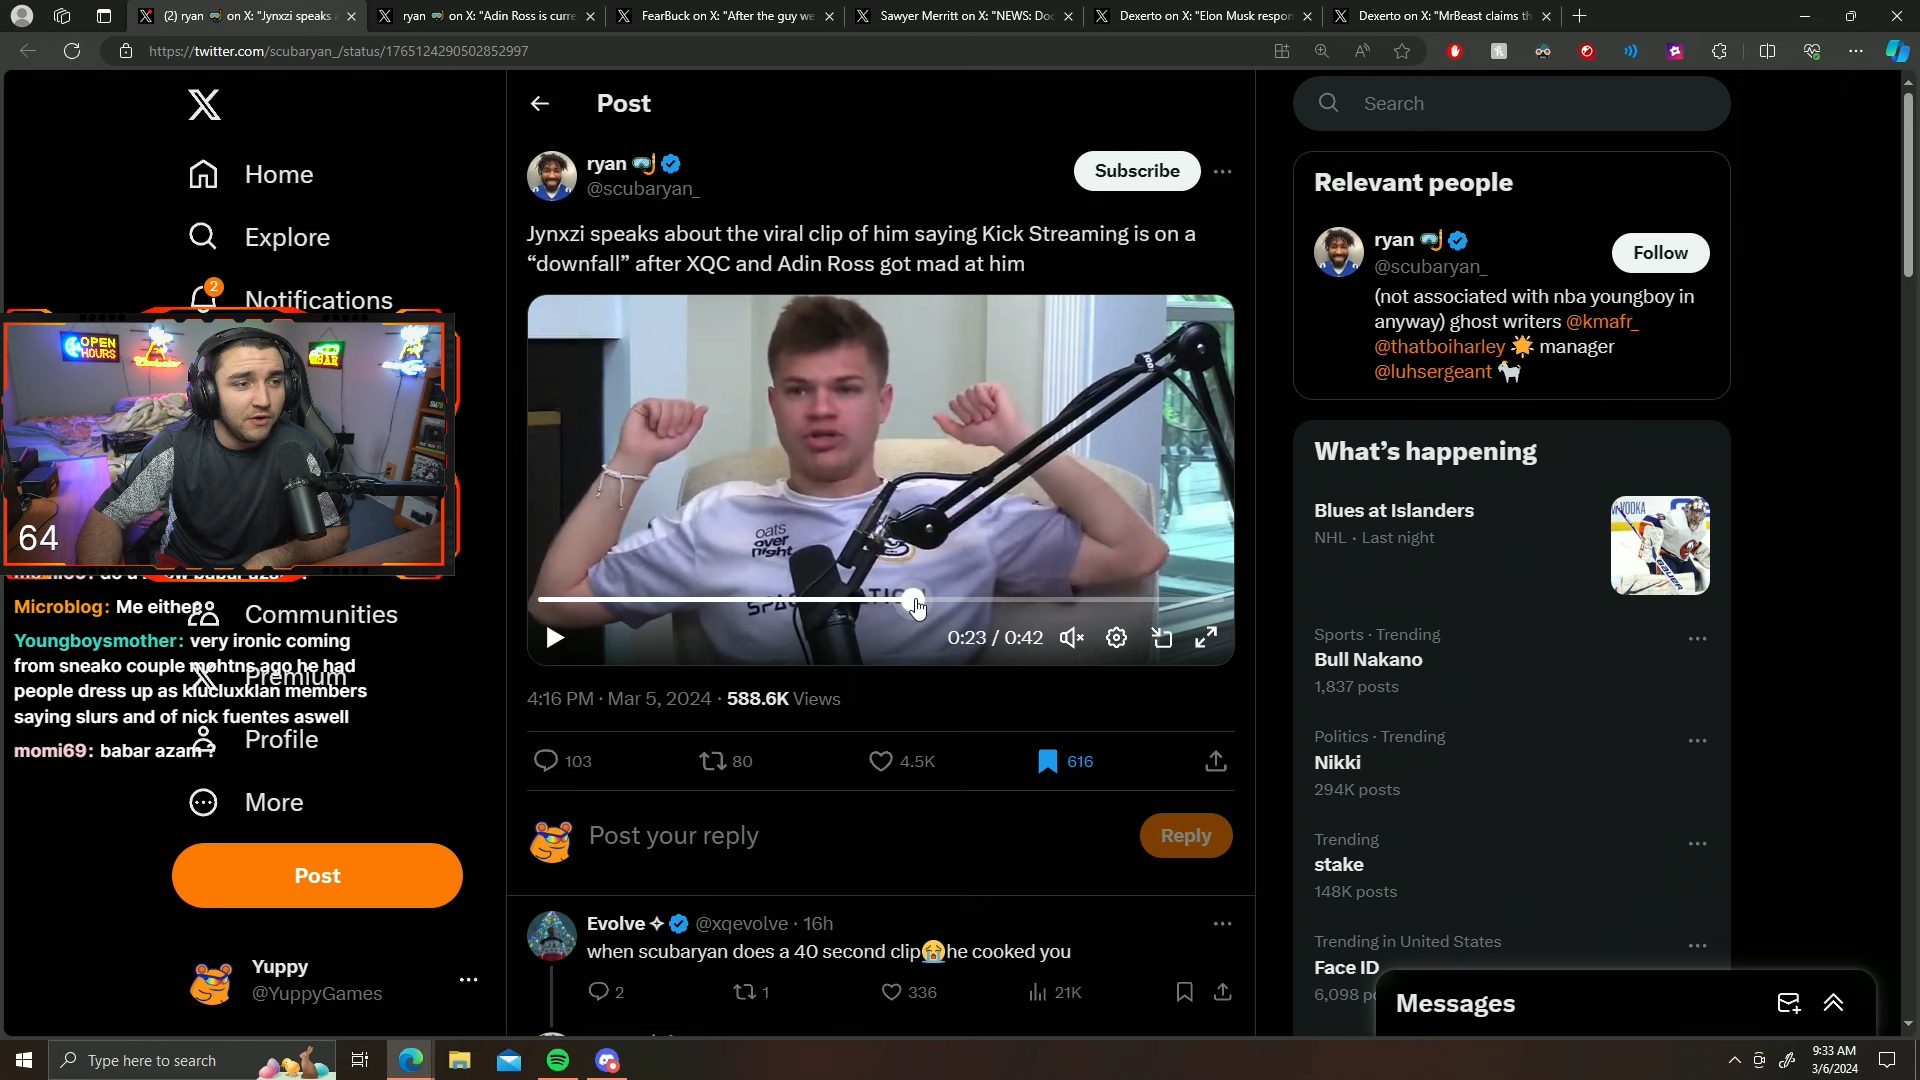 (2) ryan on X: "Jynxzi speaks a
ryan on X: "Adin Ross is curre
FearBuck on X: "After the guy we
Sawyer Merritt on X: "NEWS: Doc
Dexerto on X: "Elon Musk respon
Dexerto on X: "MrBeast claims th
https://twitter.com/scubaryan_/status/1765124290502852997
Home
Explore
2
Notifications
OPEN
HOURS
BAR
64
Microblog: Me either
Youngboysmother: very ironic coming
from sneako couple mohtns ago he had
people dress up as klucluxklan members
saying slurs and of nick fuentes aswell
momi69: babar azam ?
Communities
Premium
Profile
More
Post
Yuppy
@YuppyGames
Post
ryan
@scubaryan_
Subscribe
Jynxzi speaks about the viral clip of him saying Kick Streaming is on a
“downfall” after XQC and Adin Ross got mad at him
oats
over
night
0:23 / 0:42
4:16 PM · Mar 5, 2024 · 588.6K Views
103
80
4.5K
616
Post your reply
Reply
Evolve @xqevolve · 16h
when scubaryan does a 40 second clip😭he cooked you
2
1
336
21K
Search
Relevant people
ryan
@scubaryan_
Follow
(not associated with nba youngboy in
anyway) ghost writers @kmafr_
@thatboiharley 🌟 manager
@luhsergeant 🐐
What’s happening
Blues at Islanders
NHL · Last night
Sports · Trending
Bull Nakano
1,837 posts
Politics · Trending
Nikki
294K posts
Trending
stake
148K posts
Trending in United States
Face ID
6,098
Messages
Type here to search
9:33 AM
3/6/2024